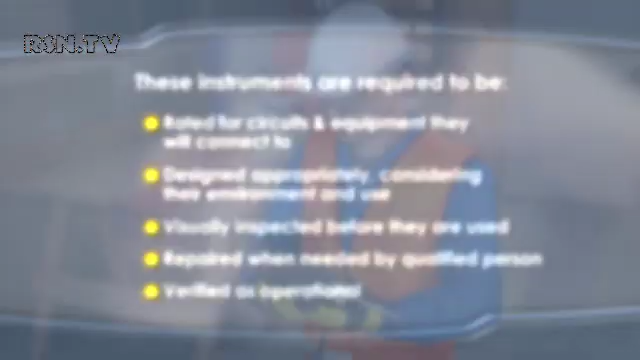 RSN.TV
These instruments are required to be:
Rated for circuits & equipment they
will connect to
Designed appropriately, considering
their environment and use
Visually inspected before they are used
Repaired when needed by qualified person
Verified as operational